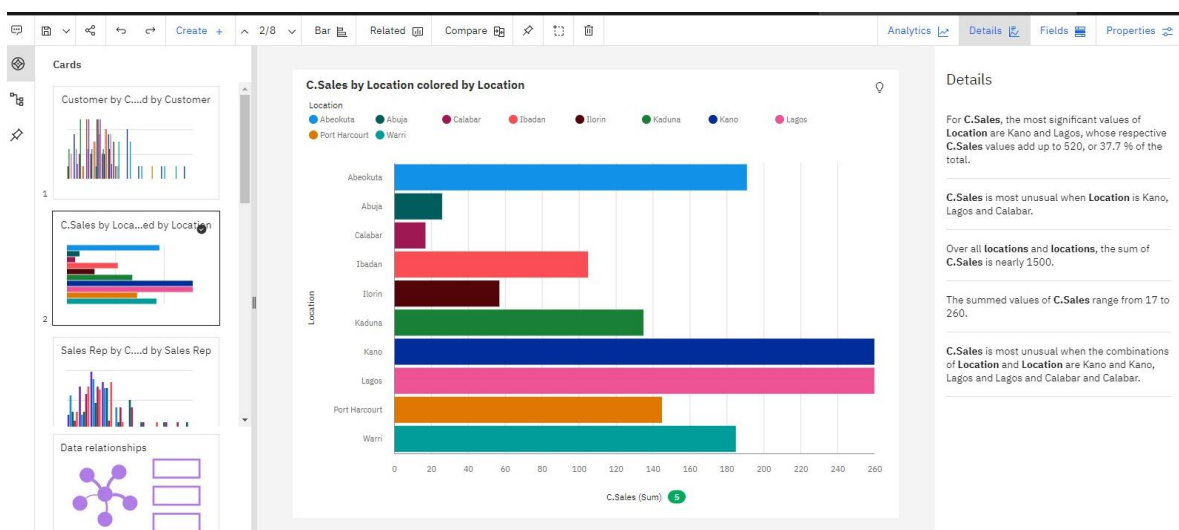 Create +
2/8
Bar
Related
Compare
Analytics
Details
Fields
Properties
Cards
Customer by C....d by Customer
1
C.Sales by Loca...ed by Location
2
Sales Rep by C....d by Sales Rep
Data relationships
C.Sales by Location colored by Location
Location
Abeokuta Abuja Calabar Ibadan Ilorin Kaduna Kano Lagos
Port Harcourt Warri
Location
Abeokuta
Abuja
Calabar
Ibadan
Ilorin
Kaduna
Kano
Lagos
Port Harcourt
Warri
0 20 40 60 80 100 120 140 160 180 200 220 240 260
C.Sales (Sum) 5
Details
For C.Sales, the most significant values of
Location are Kano and Lagos, whose respective
C.Sales values add up to 520, or 37.7 % of the
total.
C.Sales is most unusual when Location is Kano,
Lagos and Calabar.
Over all locations and locations, the sum of
C.Sales is nearly 1500.
The summed values of C.Sales range from 17 to
260.
C.Sales is most unusual when the combinations
of Location and Location are Kano and Kano,
Lagos and Lagos and Calabar and Calabar.